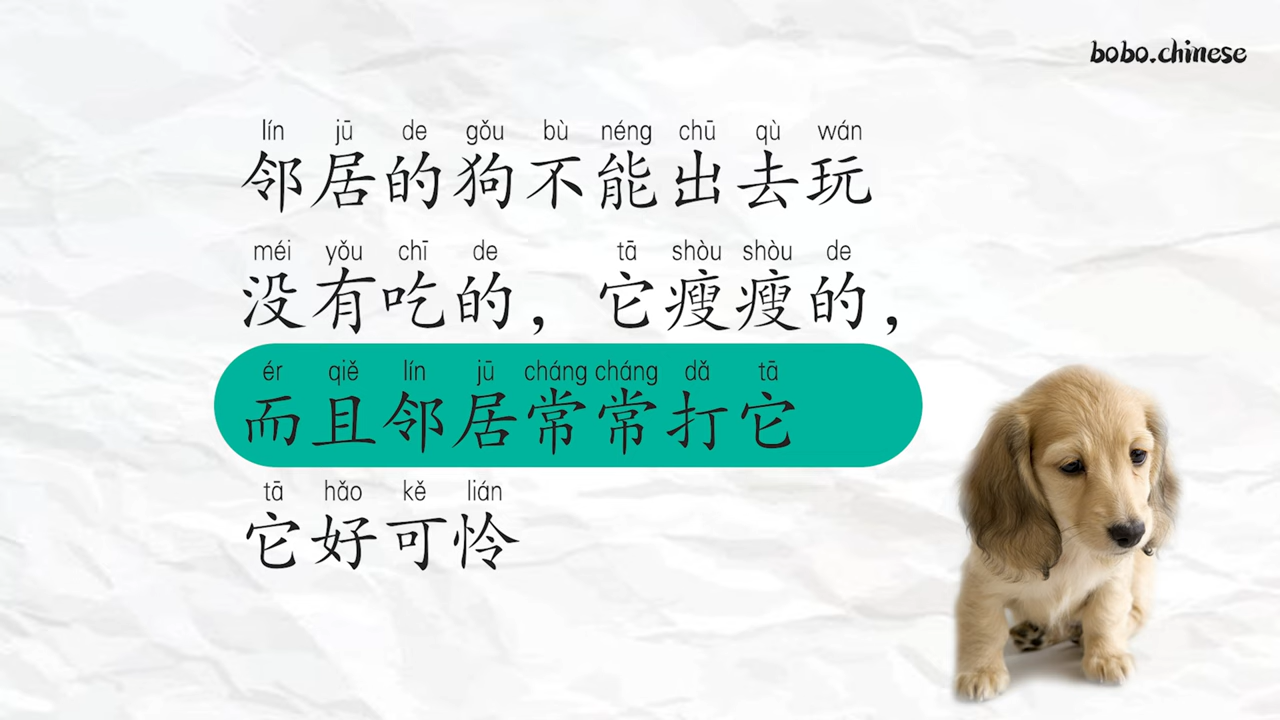 bobo.chinese
lín jū de gǒu bù néng chū qù wán
邻居的狗不能出去玩
méi yǒu chī de tā shòu shòu de
没有吃的，它瘦瘦的，
ér qiě lín jū cháng cháng dǎ tā
而且邻居常常打它
tā hǎo kě lián
它好可怜